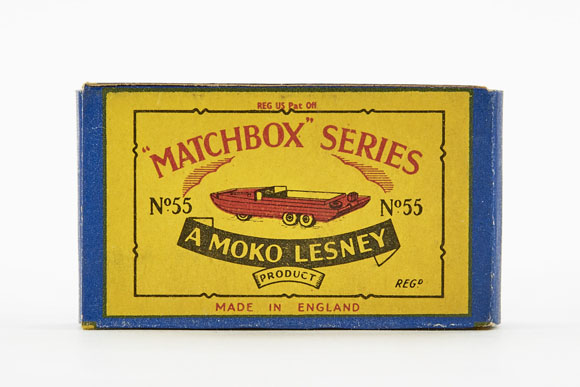 REG US Pat Off
"MATCHBOX" SERIES
Nº55 Nº55
A MOKO LESNEY
PRODUCT
REGD
MADE IN ENGLAND